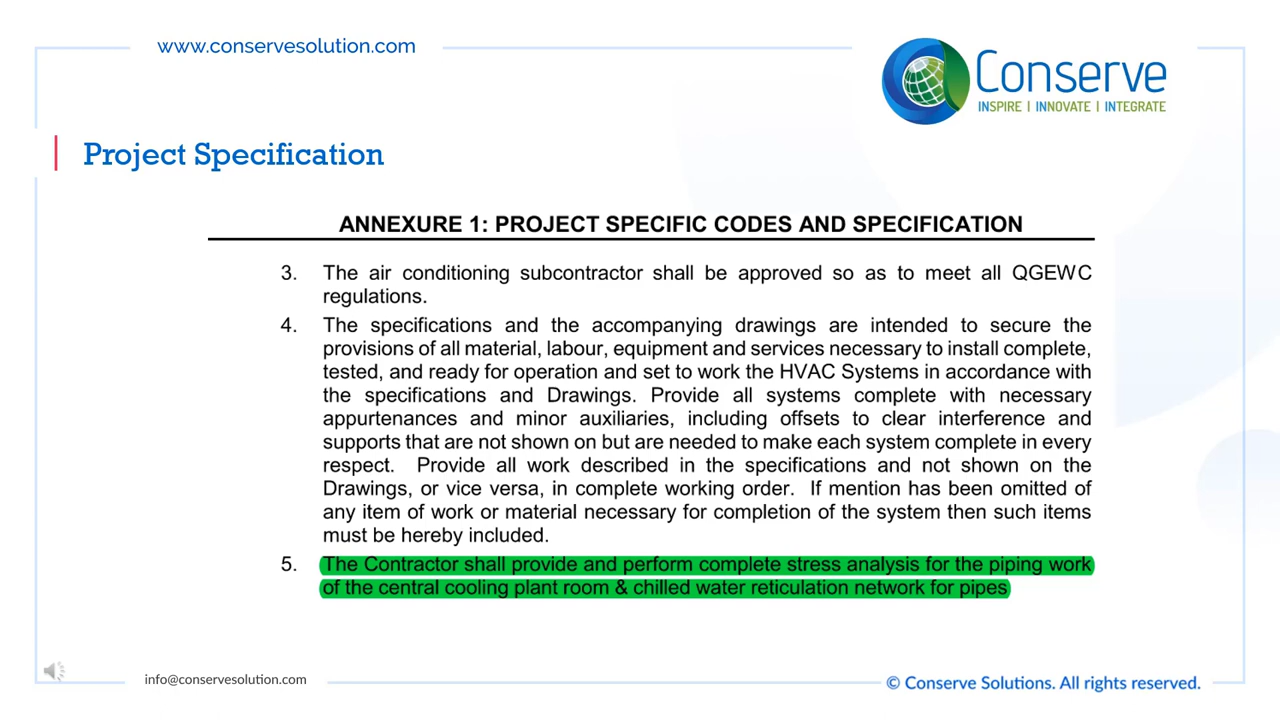 www.conservesolution.com
Conserve
INSPIRE | INNOVATE | INTEGRATE
Project Specification
ANNEXURE 1: PROJECT SPECIFIC CODES AND SPECIFICATION
3. The air conditioning subcontractor shall be approved so as to meet all QGEWC
regulations.
4. The specifications and the accompanying drawings are intended to secure the
provisions of all material, labour, equipment and services necessary to install complete,
tested, and ready for operation and set to work the HVAC Systems in accordance with
the specifications and Drawings. Provide all systems complete with necessary
appurtenances and minor auxiliaries, including offsets to clear interference and
supports that are not shown on but are needed to make each system complete in every
respect. Provide all work described in the specifications and not shown on the
Drawings, or vice versa, in complete working order. If mention has been omitted of
any item of work or material necessary for completion of the system then such items
must be hereby included.
5. The Contractor shall provide and perform complete stress analysis for the piping work
of the central cooling plant room & chilled water reticulation network for pipes
info@conservesolution.com
© Conserve Solutions. All rights reserved.